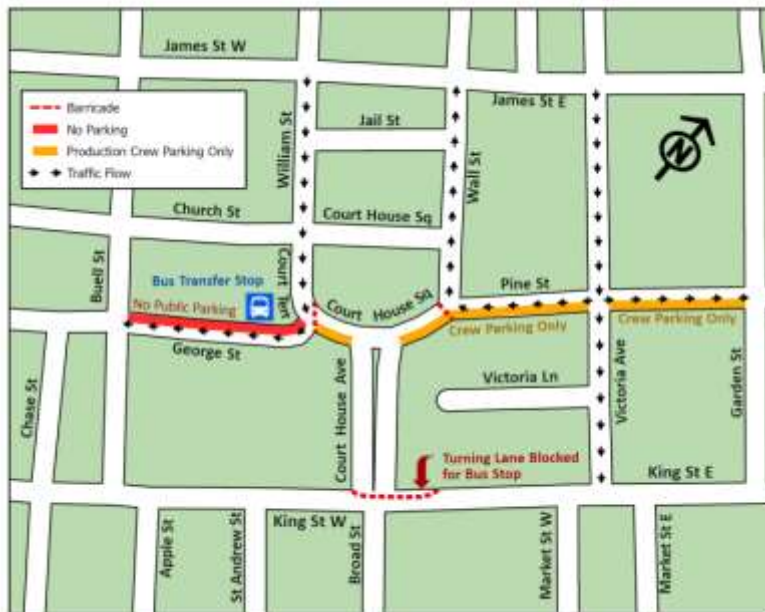 James St W
Barricade
No Parking
Production Crew Parking Only
Traffic Flow
William St
Jail St
Wall St
James St E
N
Church St
Court House Sq
Buell St
Bus Transfer Stop
No Public Parking
Court Terr
Court House Sq
Pine St
Crew Parking Only
Crew Parking Only
George St
Chase St
Court House Ave
Victoria Ln
Victoria Ave
Garden St
Turning Lane Blocked
for Bus Stop
King St E
Apple St
St Andrew St
King St W
Broad St
Market St W
Market St E